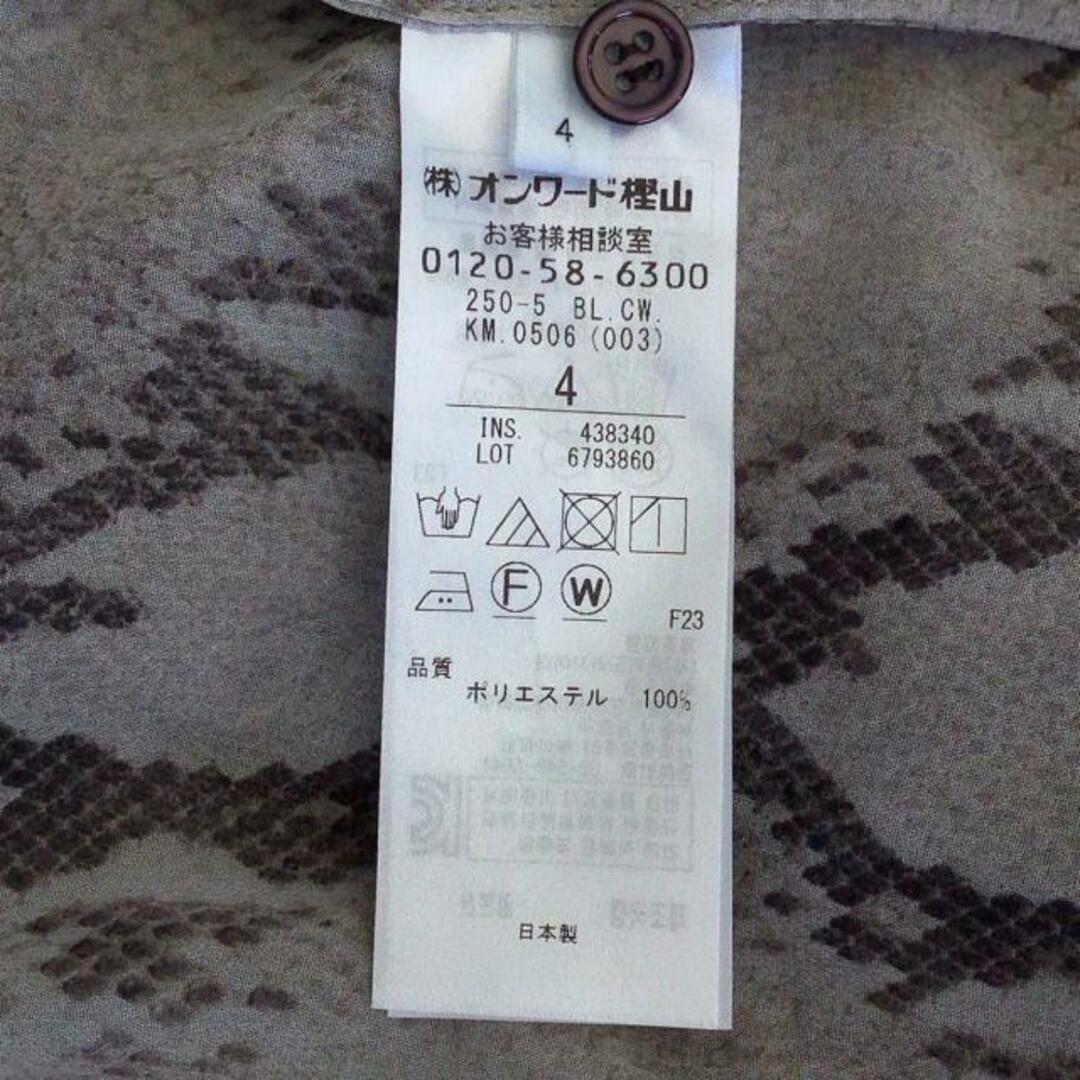 4
(株)オンワード樫山
お客様相談室
0120-58-6300
250-5 BL.CW.
KM.0506 (003)
4
INS. 438340
LOT 6793860
F W
F23
品質
ポリエステル 100%
日本製